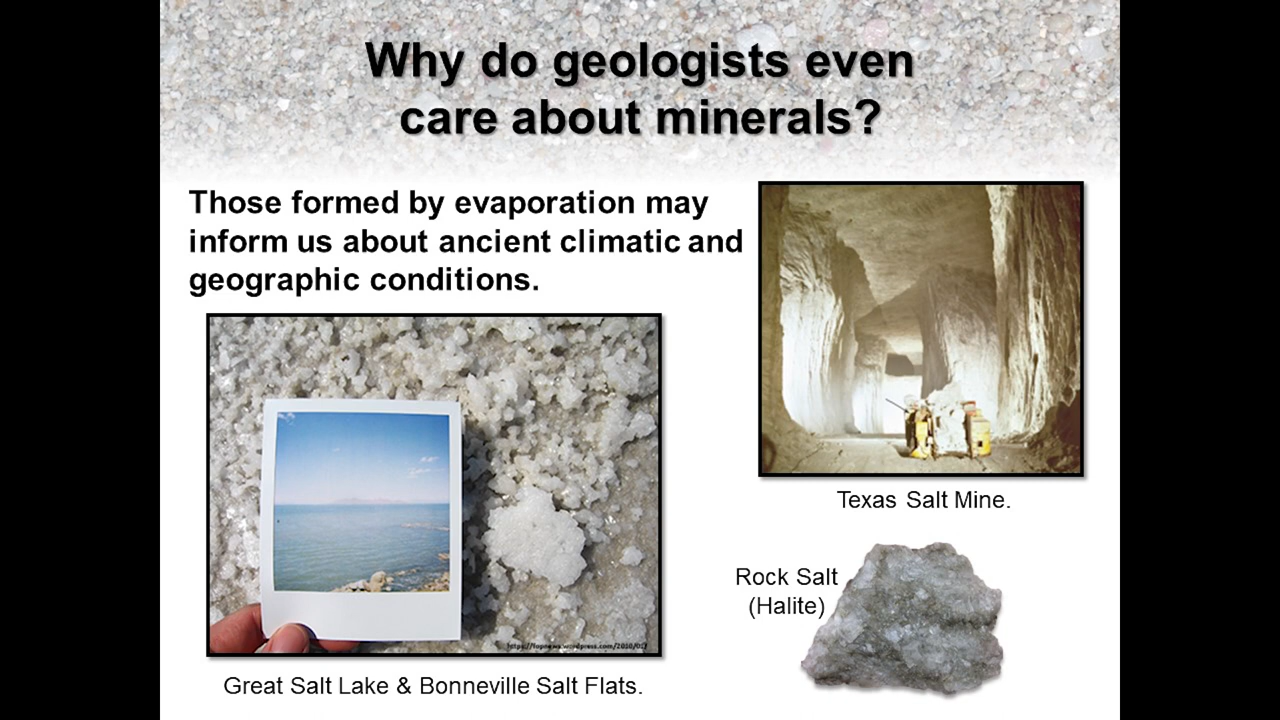 Why do geologists even
care about minerals?
Those formed by evaporation may
inform us about ancient climatic and
geographic conditions.
Texas Salt Mine.
Rock Salt
(Halite)
Great Salt Lake & Bonneville Salt Flats.